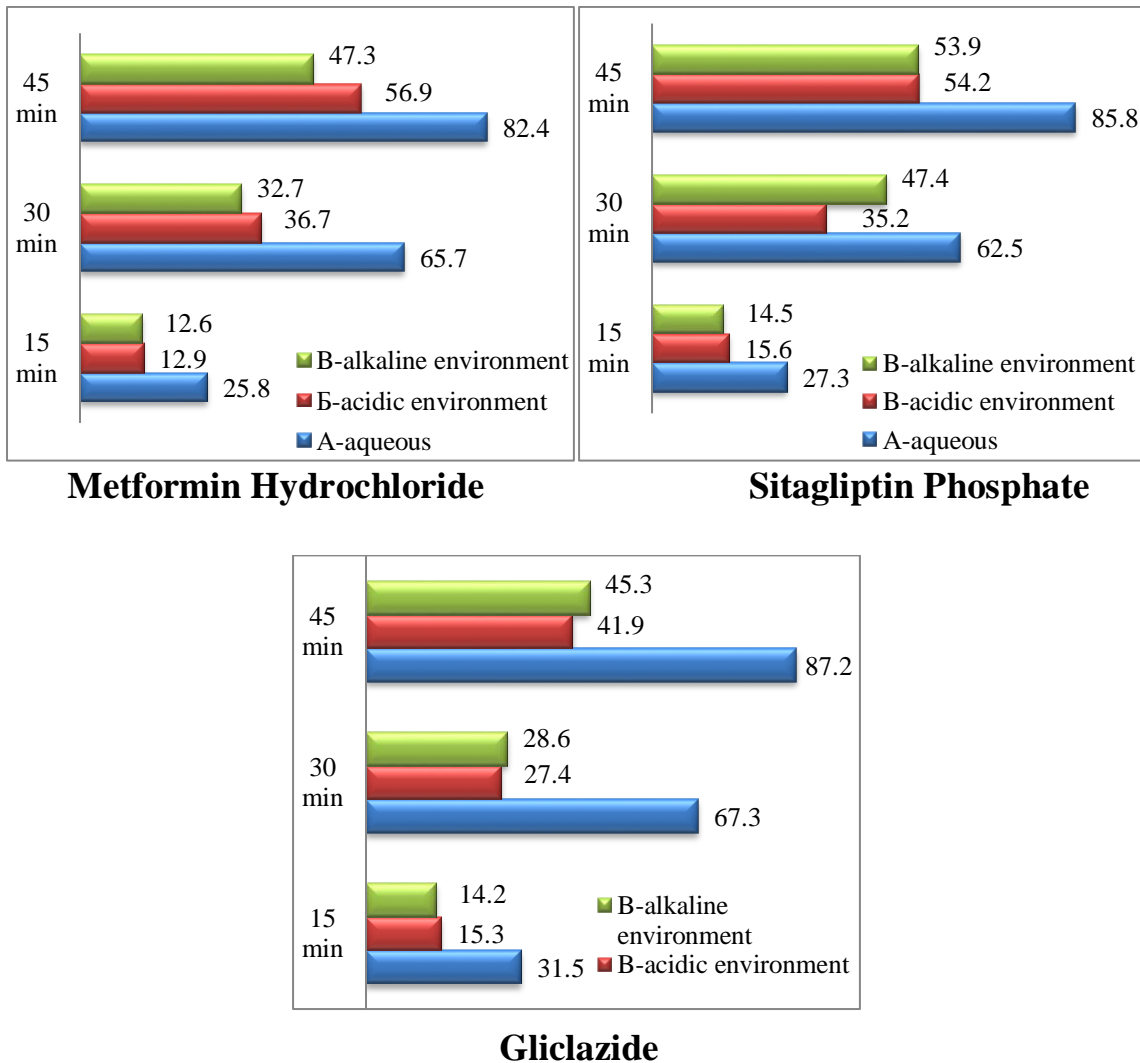 47.3
45
min
56.9
82.4
32.7
30
min
36.7
65.7
12.6
15
min
12.9
25.8
В-alkaline environment
Б-acidic environment
А-aqueous
Metformin Hydrochloride
53.9
45
min
54.2
85.8
47.4
30
min
35.2
62.5
14.5
15
min
15.6
27.3
B-alkaline environment
B-acidic environment
A-aqueous
Sitagliptin Phosphate
45.3
45
min
41.9
87.2
28.6
30
min
27.4
67.3
14.2
15
min
15.3
31.5
B-alkaline
environment
B-acidic environment
Gliclazide